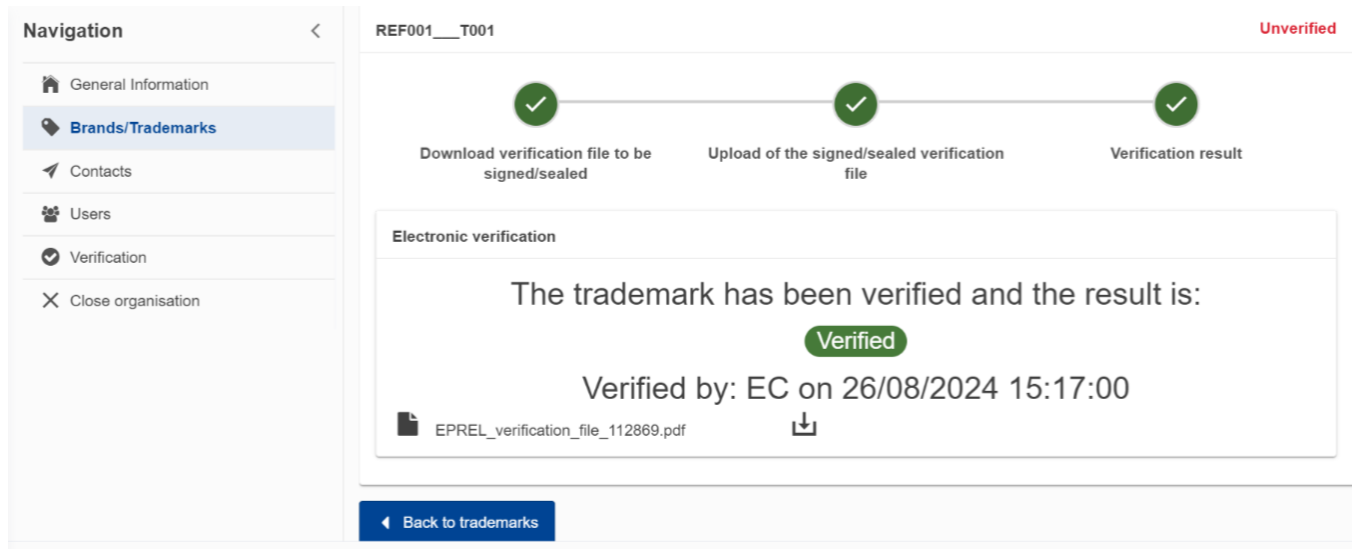 Navigation
General Information
Brands/Trademarks
Contacts
Users
Verification
Close organisation
REF001___T001
Unverified
Download verification file to be
signed/sealed
Upload of the signed/sealed verification
file
Verification result
Electronic verification
The trademark has been verified and the result is:
Verified
Verified by: EC on 26/08/2024 15:17:00
EPREL_verification_file_112869.pdf
Back to trademarks